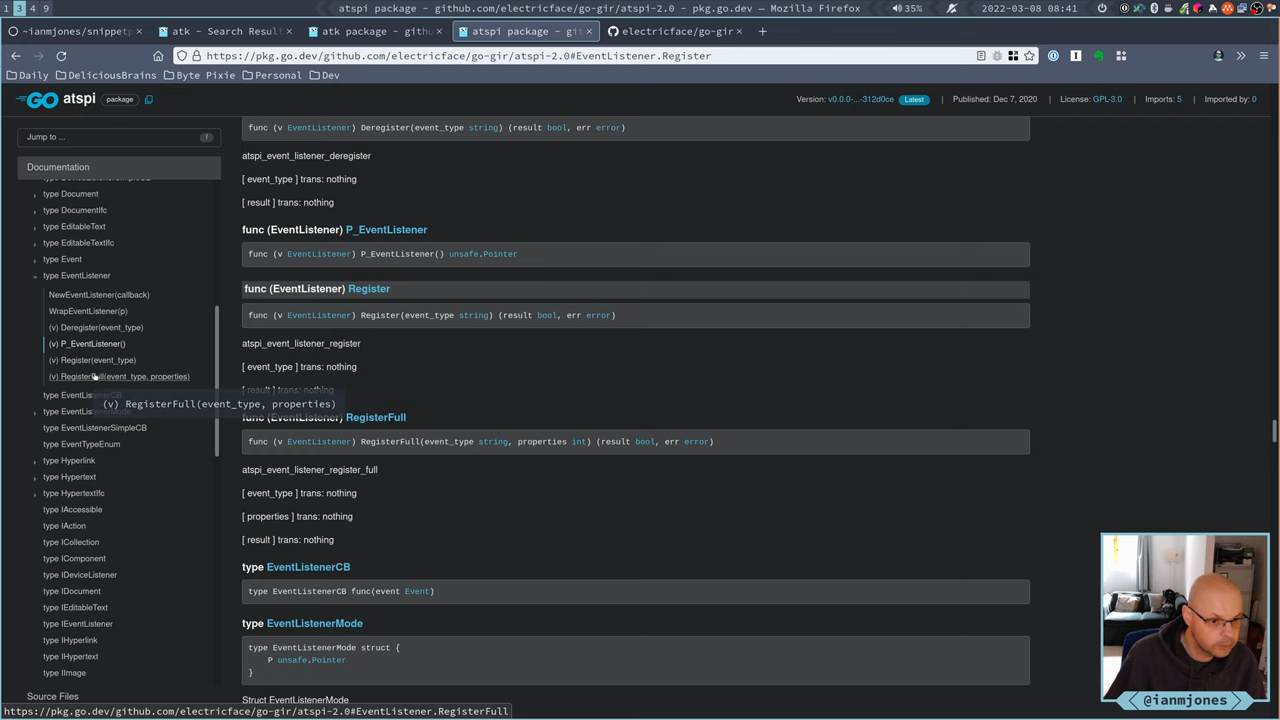 1 3 4 9
atspi package - github.com/electricface/go-gir/atspi-2.0 - pkg.go.dev — Mozilla Firefox
35%
2022-03-08 08:41
~ianmjones/snippetp
atk - Search Result
atk package - github
atspi package - git
electricface/go-gir
https://pkg.go.dev/github.com/electricface/go-gir/atspi-2.0#EventListener.Register
Daily
DeliciousBrains
Byte Pixie
Personal
Dev
GO atspi package
Version: v0.0.0-...-312d0ce Latest
Published: Dec 7, 2020
License: GPL-3.0
Imports: 5
Imported by: 0
Jump to ... f
Documentation
type Document
type DocumentIfc
type EditableText
type EditableTextIfc
type Event
type EventListener
NewEventListener(callback)
WrapEventListener(p)
(v) Deregister(event_type)
(v) P_EventListener()
(v) Register(event_type)
(v) RegisterFull(event_type, properties)
(v) RegisterFull(event_type, properties)
type EventListenerSimpleCB
type EventTypeEnum
type Hyperlink
type Hypertext
type HypertextIfc
type IAccessible
type IAction
type ICollection
type IComponent
type IDeviceListener
type IDocument
type IEditableText
type IEventListener
type IHyperlink
type IHypertext
type IImage
Source Files
func (v EventListener) Deregister(event_type string) (result bool, err error)
atspi_event_listener_deregister
[ event_type ] trans: nothing
[ result ] trans: nothing
func (EventListener) P_EventListener
func (v EventListener) P_EventListener() unsafe.Pointer
func (EventListener) Register
func (v EventListener) Register(event_type string) (result bool, err error)
atspi_event_listener_register
[ event_type ] trans: nothing
[ result ] trans: nothing
func (EventListener) RegisterFull
func (v EventListener) RegisterFull(event_type string, properties int) (result bool, err error)
atspi_event_listener_register_full
[ event_type ] trans: nothing
[ properties ] trans: nothing
[ result ] trans: nothing
type EventListenerCB
type EventListenerCB func(event Event)
type EventListenerMode
type EventListenerMode struct {
P unsafe.Pointer
}
Struct EventListenerMode
https://pkg.go.dev/github.com/electricface/go-gir/atspi-2.0#EventListener.RegisterFull
@ianmjones